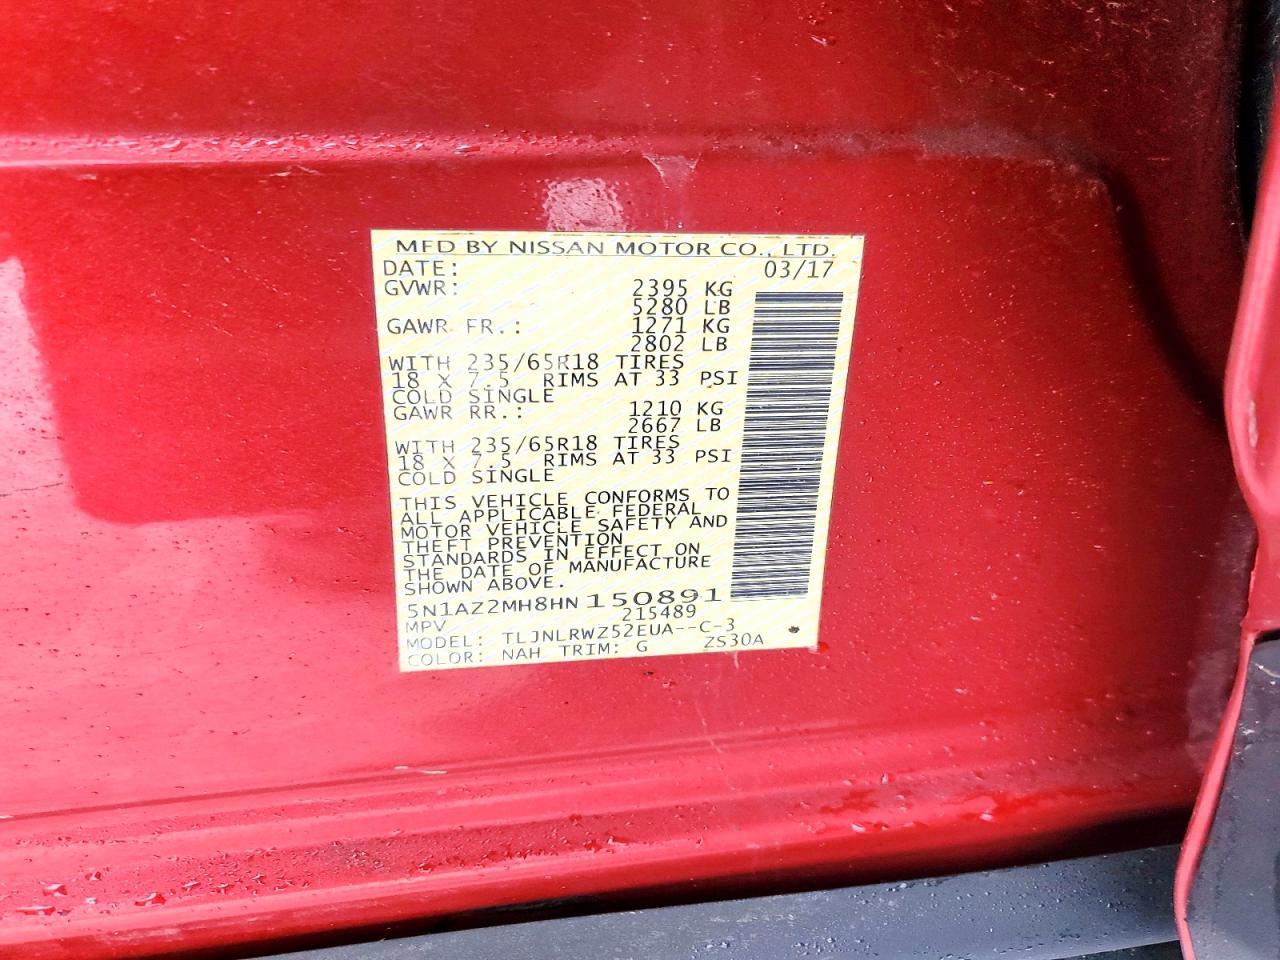 MFD BY NISSAN MOTOR CO., LTD.
DATE: 03/17
GVWR: 2395 KG
5280 LB
GAWR FR.: 1271 KG
2802 LB
WITH 235/65R18 TIRES
18 X 7.5 RIMS AT 33 PSI
COLD SINGLE
GAWR RR.: 1210 KG
2667 LB
WITH 235/65R18 TIRES
18 X 7.5 RIMS AT 33 PSI
COLD SINGLE
THIS VEHICLE CONFORMS TO
ALL APPLICABLE FEDERAL
MOTOR VEHICLE SAFETY AND
THEFT PREVENTION
STANDARDS IN EFFECT ON
THE DATE OF MANUFACTURE
SHOWN ABOVE.
5N1AZ2MH8HN150891
MPV 215489
MODEL: TLJNLRWZ52EUA--C-3
COLOR: NAH TRIM: G ZS30A